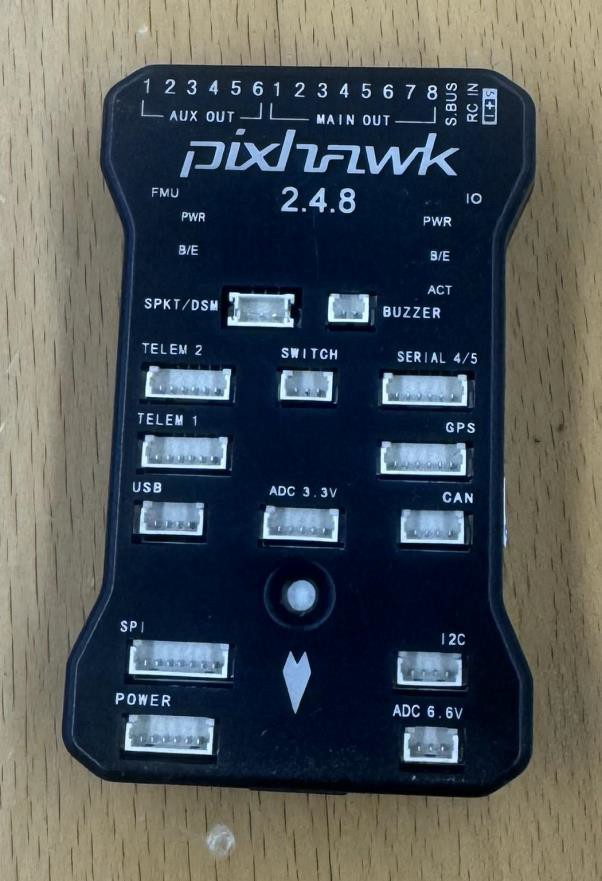 1 2 3 4 5 6 1 2 3 4 5 6 7 8
AUX OUT MAIN OUT
S.BUS
RC IN
pixhawk
2.4.8
FMU IO
PWR PWR
B/E B/E
ACT
SPKT/DSM BUZZER
TELEM 2 SWITCH SERIAL 4/5
TELEM 1 GPS
USB ADC 3.3V CAN
SPI I2C
POWER ADC 6.6V